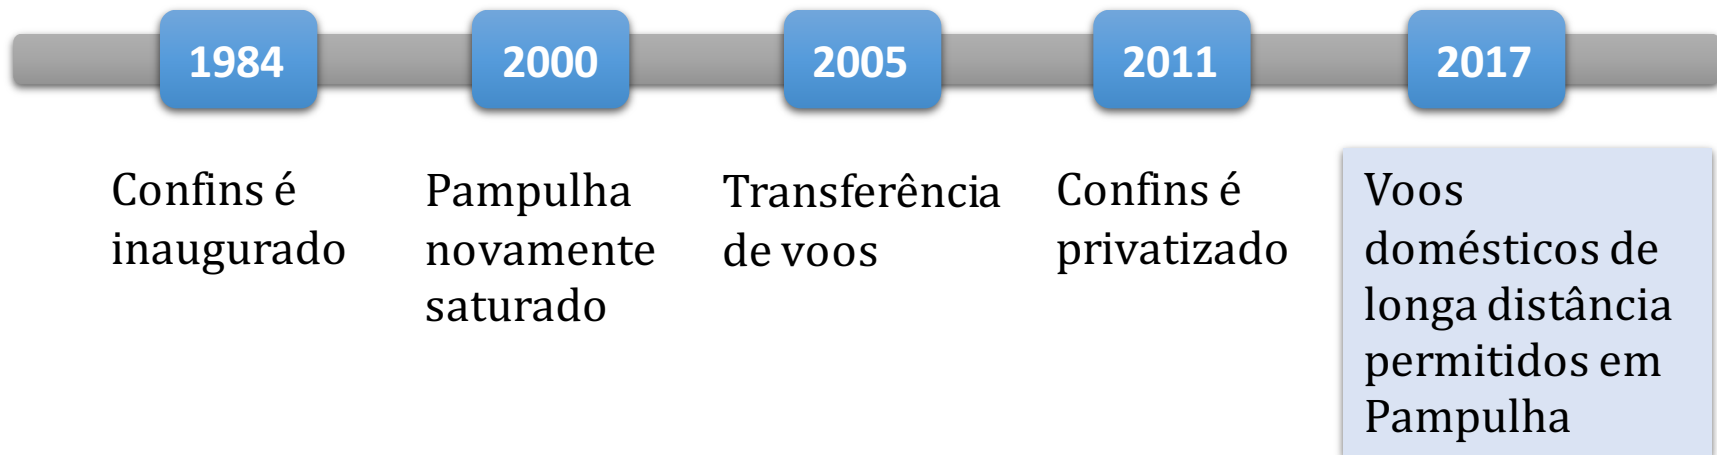 1984
2000
2005
2011
2017
Confins é
inaugurado
Pampulha
novamente
saturado
Transferência
de voos
Confins é
privatizado
Voos
domésticos de
longa distância
permitidos em
Pampulha